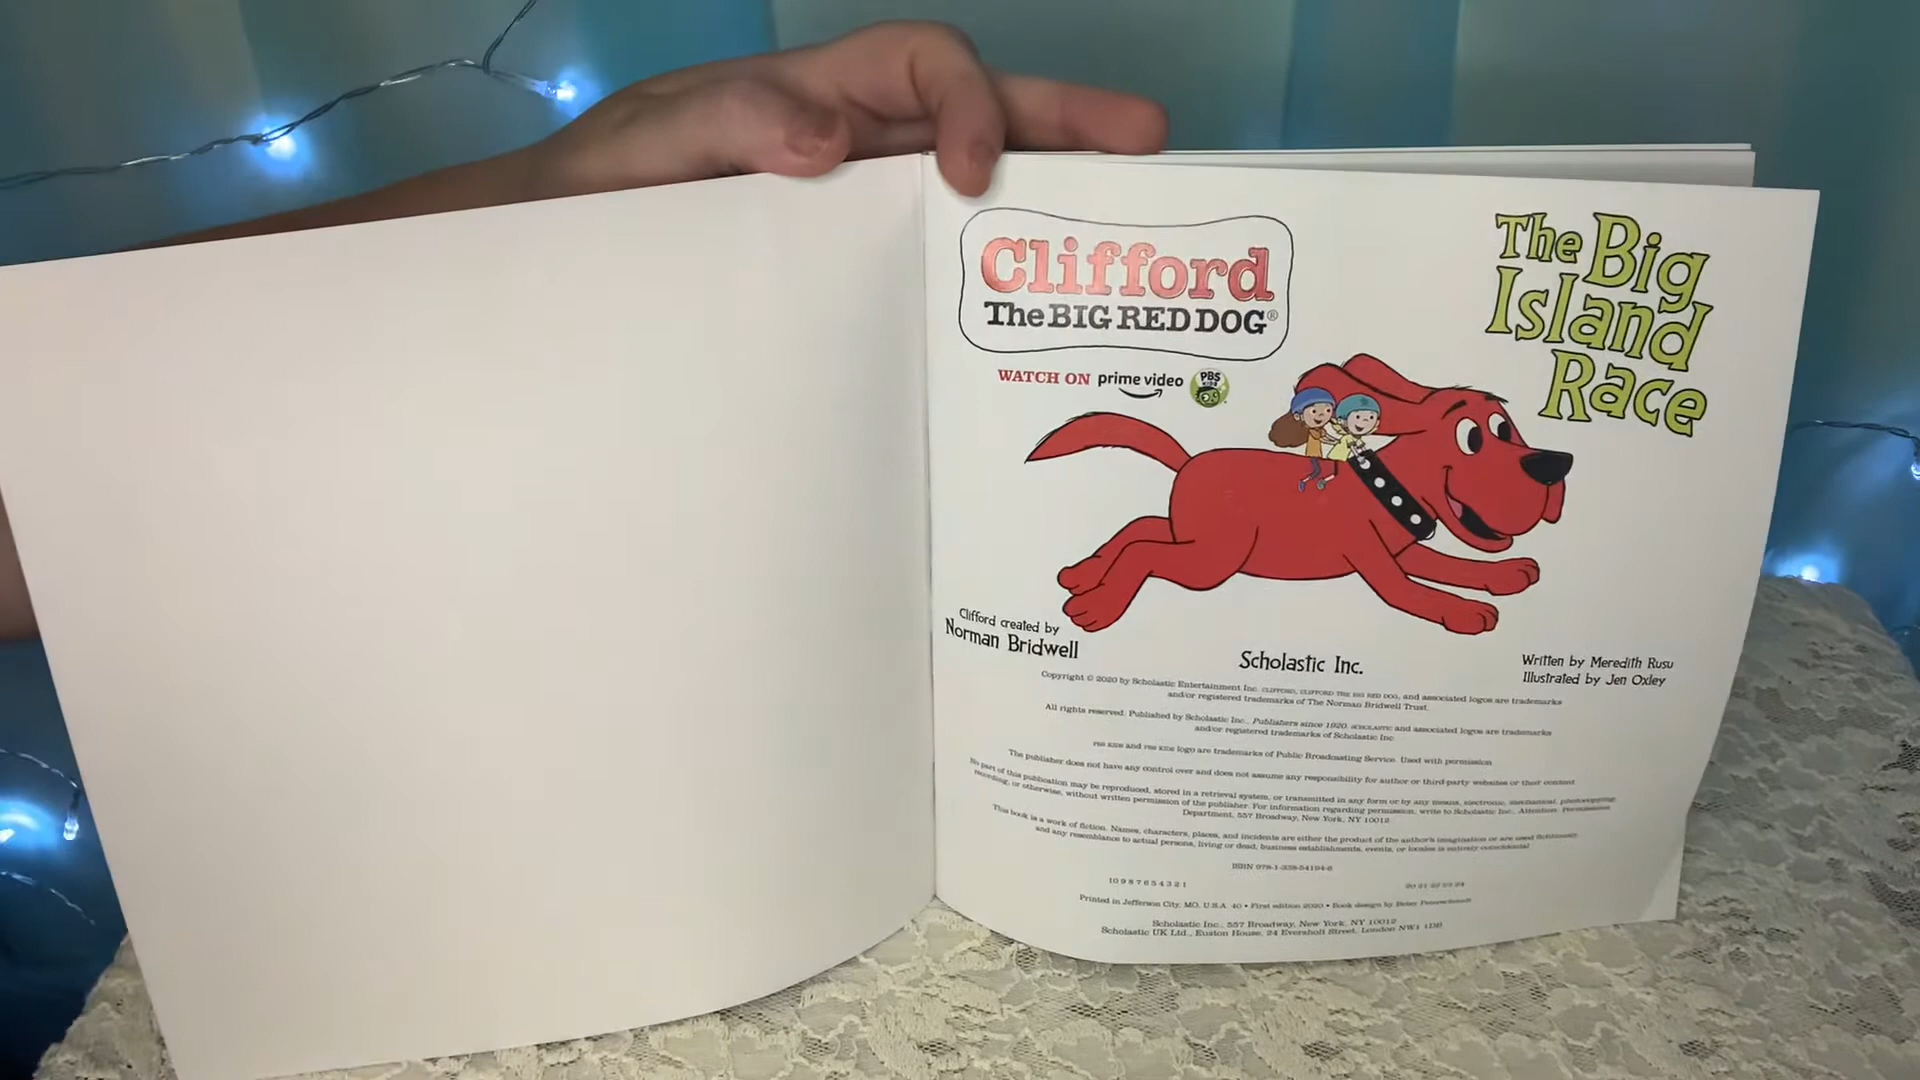 Clifford
The BIG RED DOG®
WATCH ON prime video PBS KIDS
The Big
Island
Race
Clifford created by
Norman Bridwell
Scholastic Inc.
Written by Meredith Rusu
Illustrated by Jen Oxley
Copyright © 2020 by Scholastic Entertainment Inc. CLIFFORD, CLIFFORD THE BIG RED DOG, and associated logos are trademarks
and/or registered trademarks of The Norman Bridwell Trust.
All rights reserved. Published by Scholastic Inc., Publishers since 1920. SCHOLASTIC and associated logos are trademarks
and/or registered trademarks of Scholastic Inc.
PBS KIDS and PBS KIDS logo are trademarks of Public Broadcasting Service. Used with permission
The publisher does not have any control over and does not assume any responsibility for author or third-party websites or their content
No part of this publication may be reproduced, stored in a retrieval system, or transmitted in any form or by any means, electronic, mechanical, photocopying,
recording, or otherwise, without written permission of the publisher. For information regarding permission, write to Scholastic Inc., Attention: Permissions
Department, 557 Broadway, New York, NY 10012
This book is a work of fiction. Names, characters, places, and incidents are either the product of the author's imagination or are used fictitiously,
and any resemblance to actual persons, living or dead, business establishments, events, or locales is entirely coincidental
ISBN 978-1-338-54194-6
10 9 8 7 6 5 4 3 2 1 20 21 22 23 24
Printed in Jefferson City, MO, U.S.A. 40 • First edition 2020 • Book design by
Scholastic Inc., 557 Broadway, New York, NY 10012
Scholastic UK Ltd., Euston House, 24 Eversholt Street, London NW1 1DB